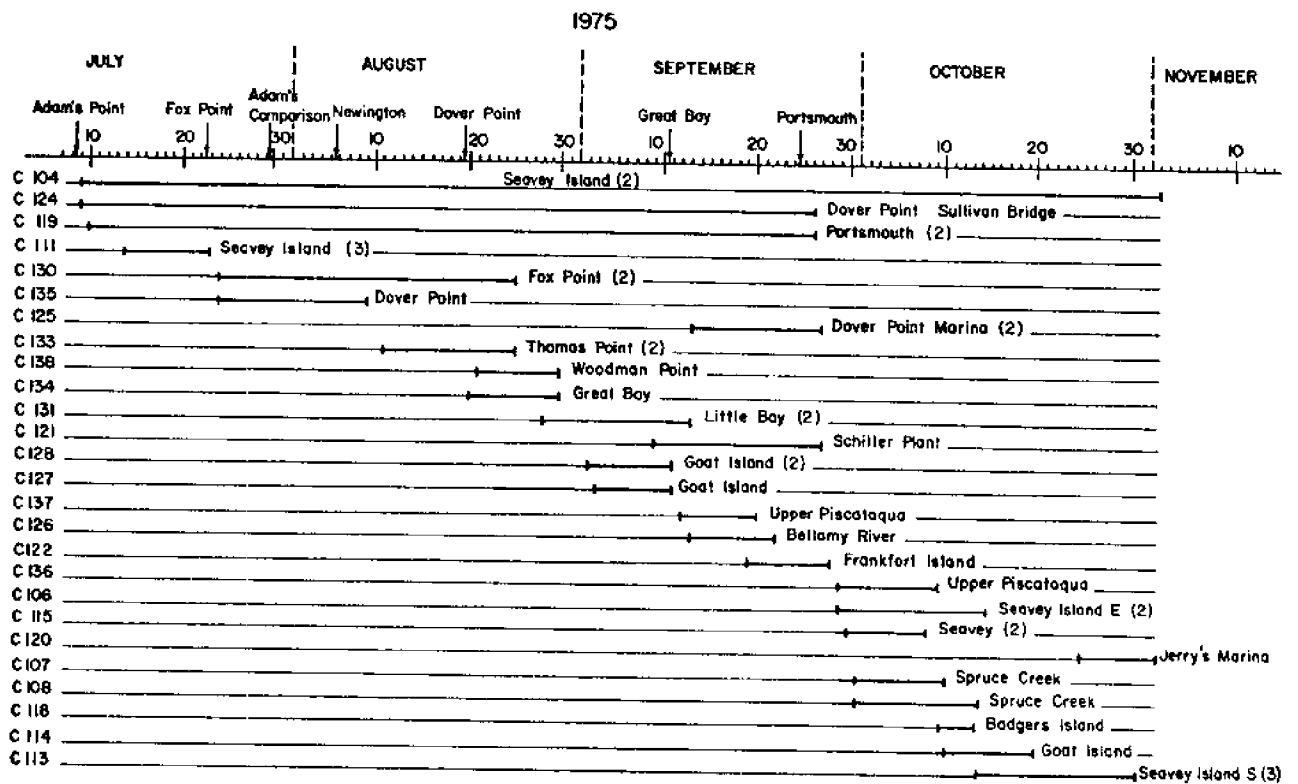 1975
JULY AUGUST SEPTEMBER OCTOBER NOVEMBER
Adam's Point Fox Point Adam's Comparison Newington Dover Point Great Bay Portsmouth
10 20 30 10 20 30 10 20 30 10 20 30 10
C 104 Seavey Island (2)
C 124 Dover Point Sullivan Bridge
C 119 Portsmouth (2)
C 111 Seavey Island (3)
C 130 Fox Point (2)
C 135 Dover Point
C 125 Dover Point Marina (2)
C 133 Thomas Point (2)
C 138 Woodman Point
C 134 Great Bay
C 131 Little Bay (2)
C 121 Schiller Plant
C 128 Goat Island (2)
C 127 Goat Island
C 137 Upper Piscataqua
C 126 Bellamy River
C 122 Frankfort Island
C 136 Upper Piscataqua
C 106 Seavey Island E (2)
C 115 Seavey (2)
C 120 Jerry's Marina
C 107 Spruce Creek
C 108 Spruce Creek
C 118 Badgers Island
C 114 Goat Island
C 113 Seavey Island S (3)